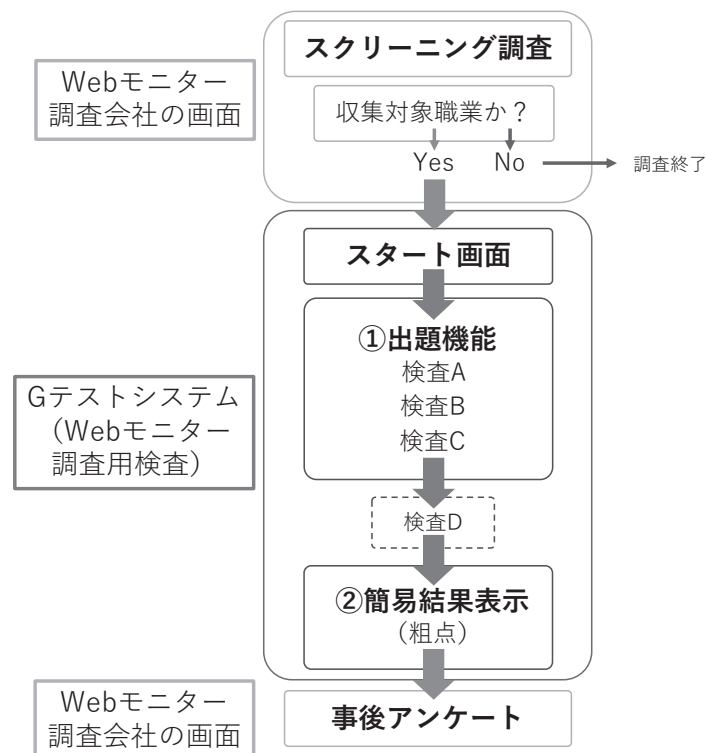 スクリーニング調査
Webモニター
調査会社の画面
収集対象職業か？
Yes No 調査終了
スタート画面
①出題機能
検査A
検査B
検査C
Gテストシステム
（Webモニター
調査用検査）
検査D
②簡易結果表示
（粗点）
Webモニター
調査会社の画面
事後アンケート